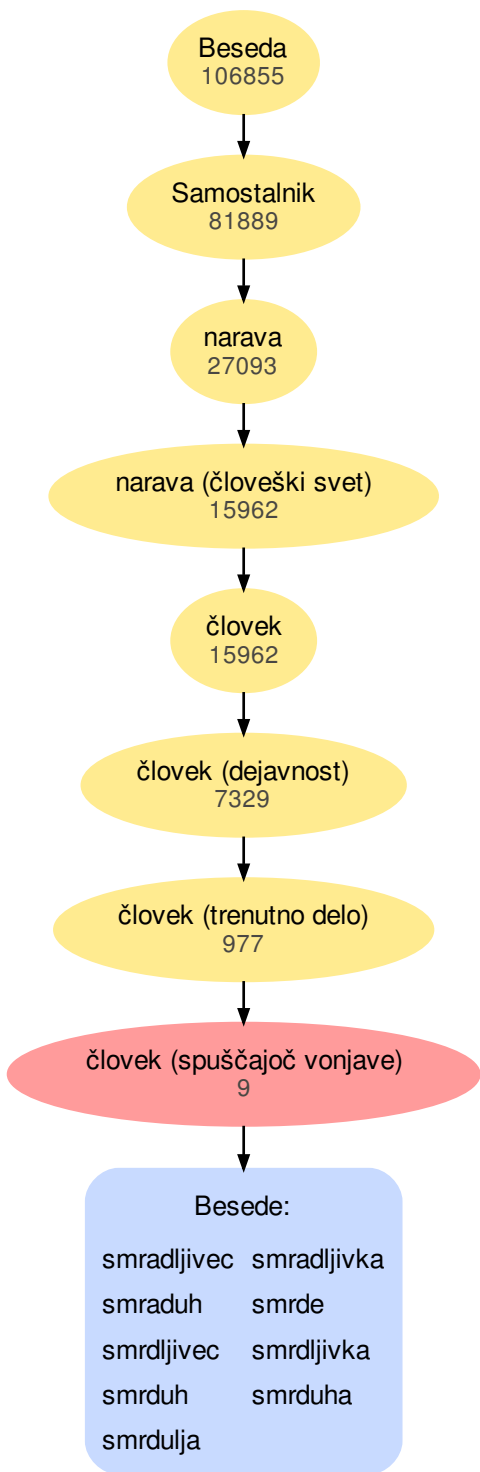 Beseda
106855
Samostalnik
81889
narava
27093
narava (človeški svet)
15962
človek
15962
človek (dejavnost)
7329
človek (trenutno delo)
977
človek (spuščajoč vonjave)
9
Besede:
smradljivec smradljivka
smraduh smrde
smrdljivec smrdljivka
smrduh smrduha
smrdulja